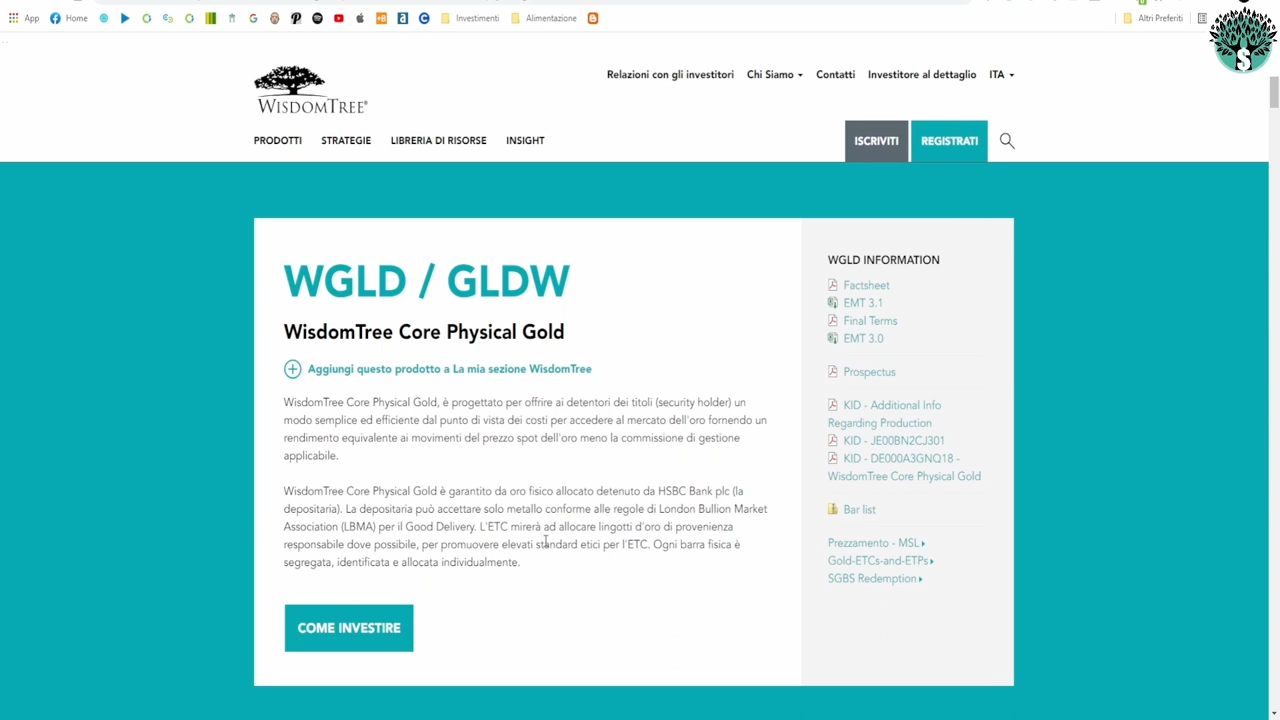 App
Home
Investimenti
Alimentazione
Altri Preferiti
WISDOMTREE®
Relazioni con gli investitori
Chi Siamo
Contatti
Investitore al dettaglio
ITA
PRODOTTI
STRATEGIE
LIBRERIA DI RISORSE
INSIGHT
ISCRIVITI
REGISTRATI
WGLD / GLDW
WisdomTree Core Physical Gold
Aggiungi questo prodotto a La mia sezione WisdomTree
WisdomTree Core Physical Gold, è progettato per offrire ai detentori dei titoli (security holder) un
modo semplice ed efficiente dal punto di vista dei costi per accedere al mercato dell'oro fornendo un
rendimento equivalente ai movimenti del prezzo spot dell'oro meno la commissione di gestione
applicabile.
WisdomTree Core Physical Gold è garantito da oro fisico allocato detenuto da HSBC Bank plc (la
depositaria). La depositaria può accettare solo metallo conforme alle regole di London Bullion Market
Association (LBMA) per il Good Delivery. L'ETC mirerà ad allocare lingotti d'oro di provenienza
responsabile dove possibile, per promuovere elevati standard etici per l'ETC. Ogni barra fisica è
segregata, identificata e allocata individualmente.
COME INVESTIRE
WGLD INFORMATION
Factsheet
EMT 3.1
Final Terms
EMT 3.0
Prospectus
KID - Additional Info
Regarding Production
KID - JE00BN2CJ301
KID - DE000A3GNQ18 -
WisdomTree Core Physical Gold
Bar list
Prezzamento - MSL
Gold-ETCs-and-ETPs
SGBS Redemption